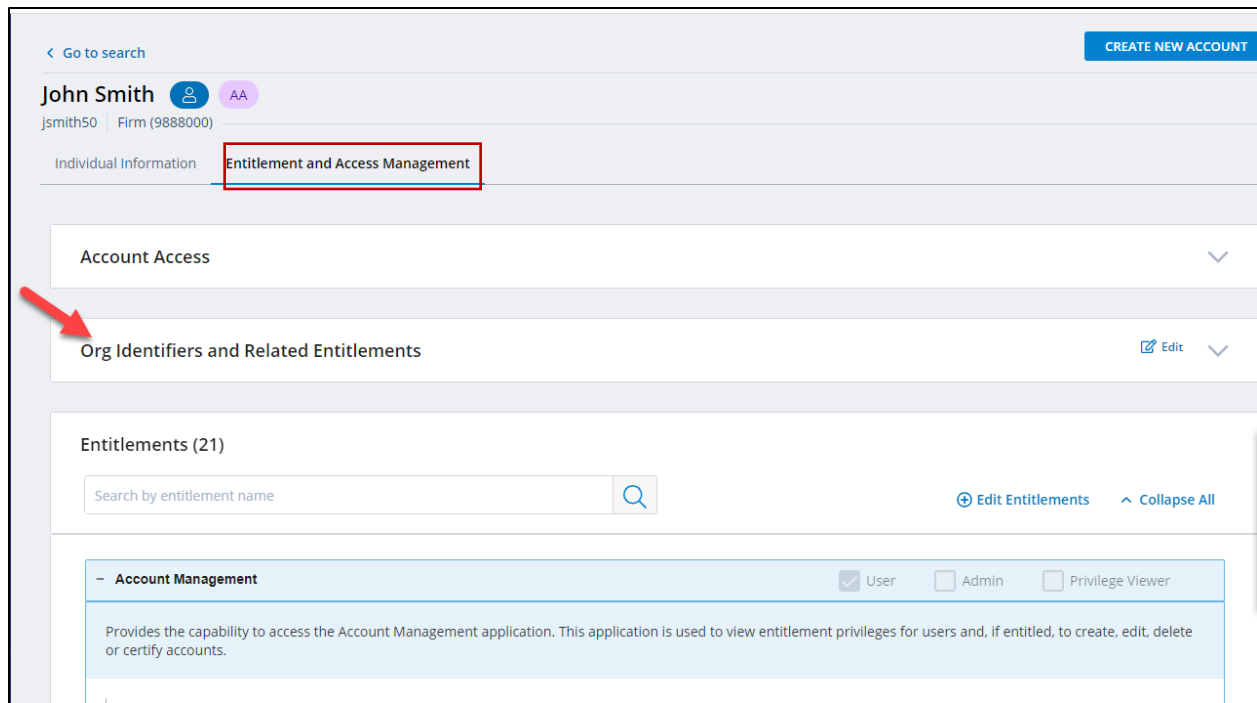 Go to search
CREATE NEW ACCOUNT
John Smith AA
jsmith50 Firm (9888000)
Individual Information Entitlement and Access Management
Account Access
Org Identifiers and Related Entitlements Edit
Entitlements (21)
Search by entitlement name
Edit Entitlements Collapse All
Account Management User Admin Privilege Viewer
Provides the capability to access the Account Management application. This application is used to view entitlement privileges for users and, if entitled, to create, edit, delete
or certify accounts.